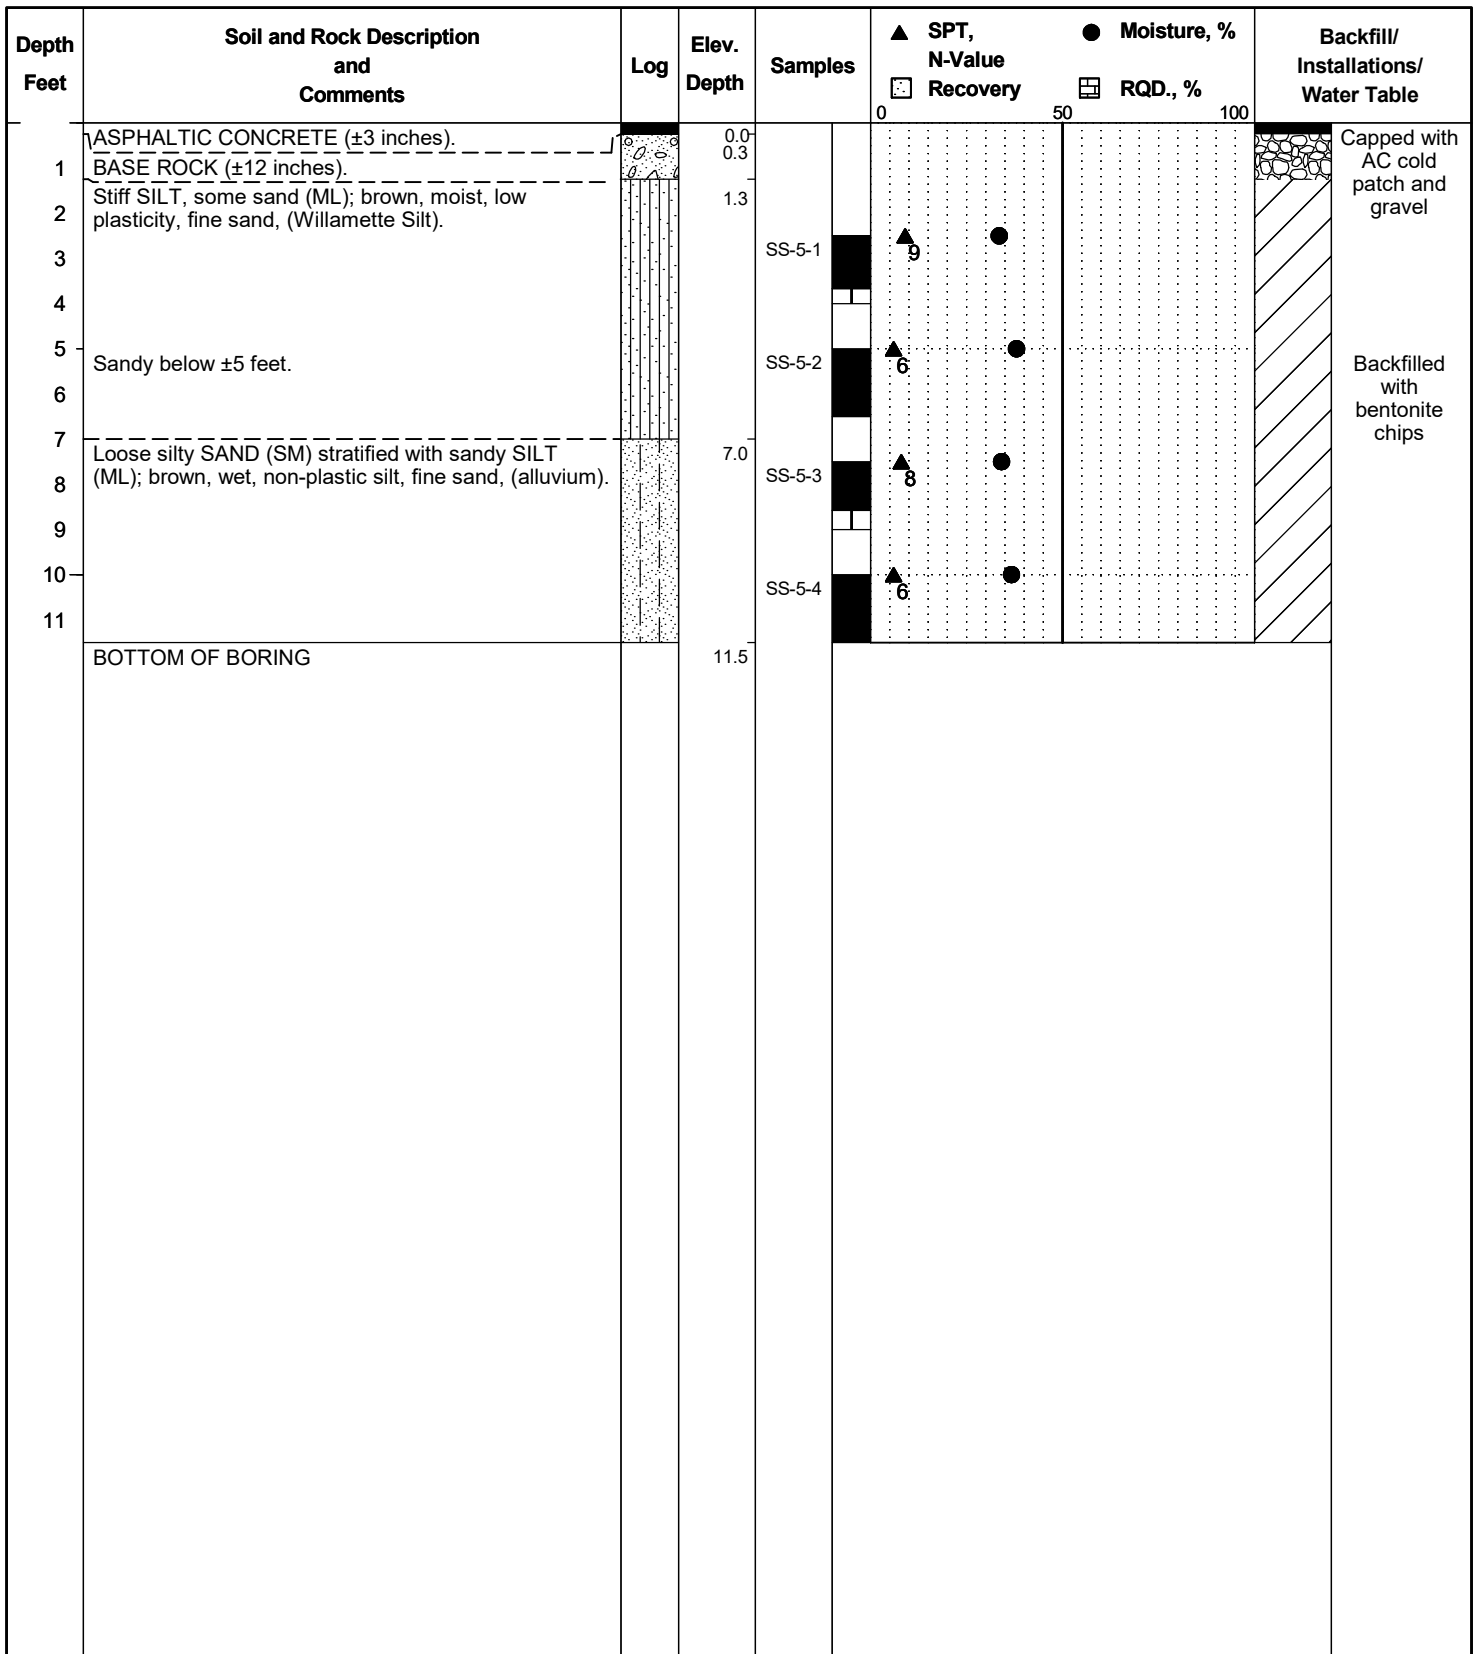 Depth
Feet
Soil and Rock Description
and
Comments
Log
Elev.
Depth
Samples
SPT,
N-Value
Moisture, %
Recovery
RQD., %
0 50 100
Backfill/
Installations/
Water Table
ASPHALTIC CONCRETE (±3 inches).
0.0
0.3
BASE ROCK (±12 inches).
1
Stiff SILT, some sand (ML); brown, moist, low
plasticity, fine sand, (Willamette Silt).
1.3
2
Capped with
AC cold
patch and
gravel
SS-5-1
9
3
4
5
Sandy below ±5 feet.
SS-5-2
6
6
Backfilled
with
bentonite
chips
7
Loose silty SAND (SM) stratified with sandy SILT
(ML); brown, wet, non-plastic silt, fine sand, (alluvium).
7.0
SS-5-3
8
8
9
10
SS-5-4
6
11
BOTTOM OF BORING
11.5